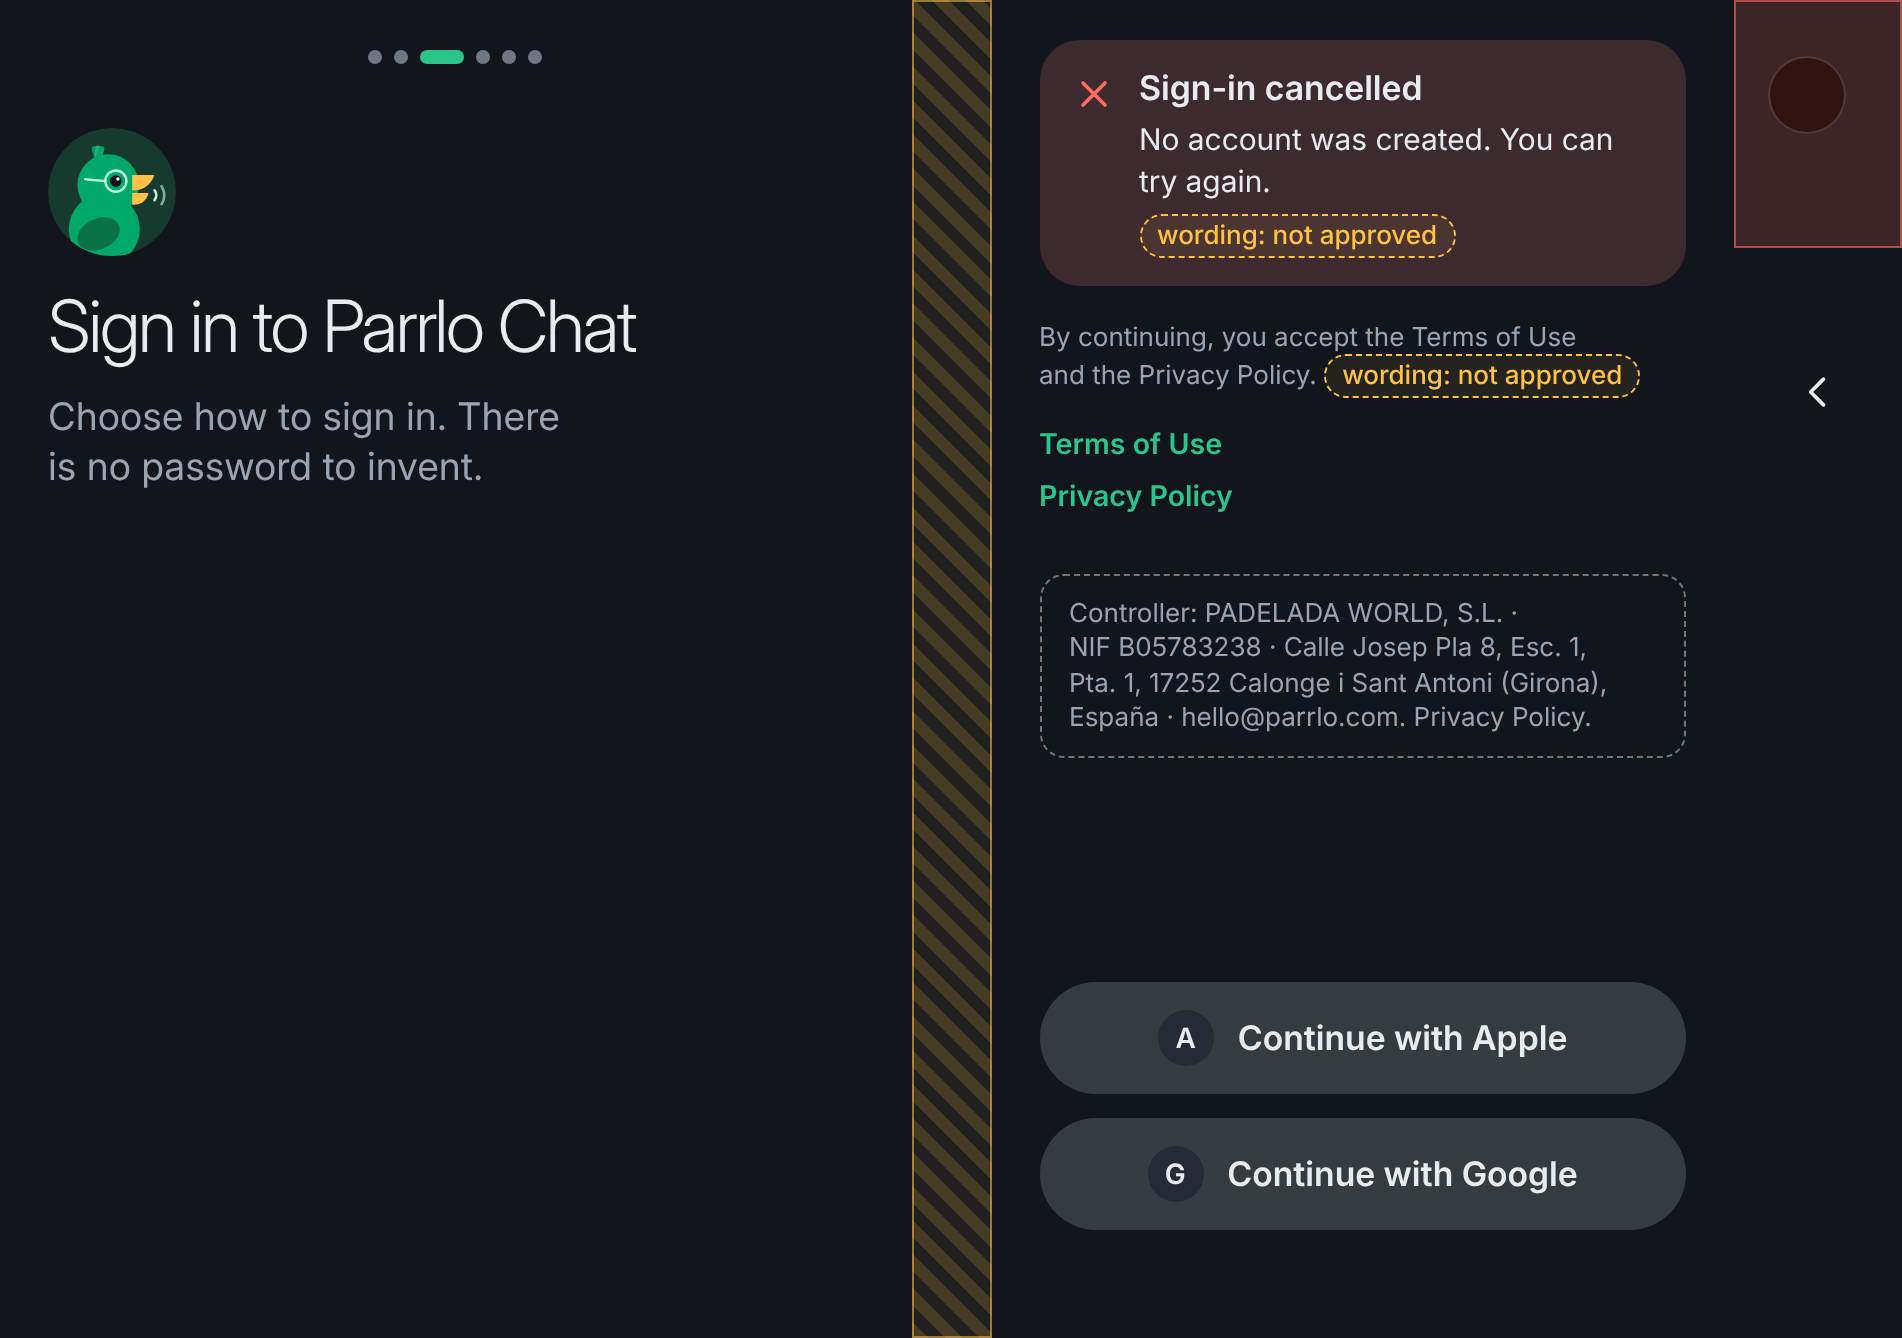 Sign in to Parrlo Chat
Choose how to sign in. There
is no password to invent.
Sign-in cancelled
No account was created. You can
try again.
wording: not approved
By continuing, you accept the Terms of Use
and the Privacy Policy. wording: not approved
Terms of Use
Privacy Policy
Controller: PADELADA WORLD, S.L. ·
NIF B05783238 · Calle Josep Pla 8, Esc. 1,
Pta. 1, 17252 Calonge i Sant Antoni (Girona),
España · hello@parrlo.com. Privacy Policy.
A Continue with Apple
G Continue with Google